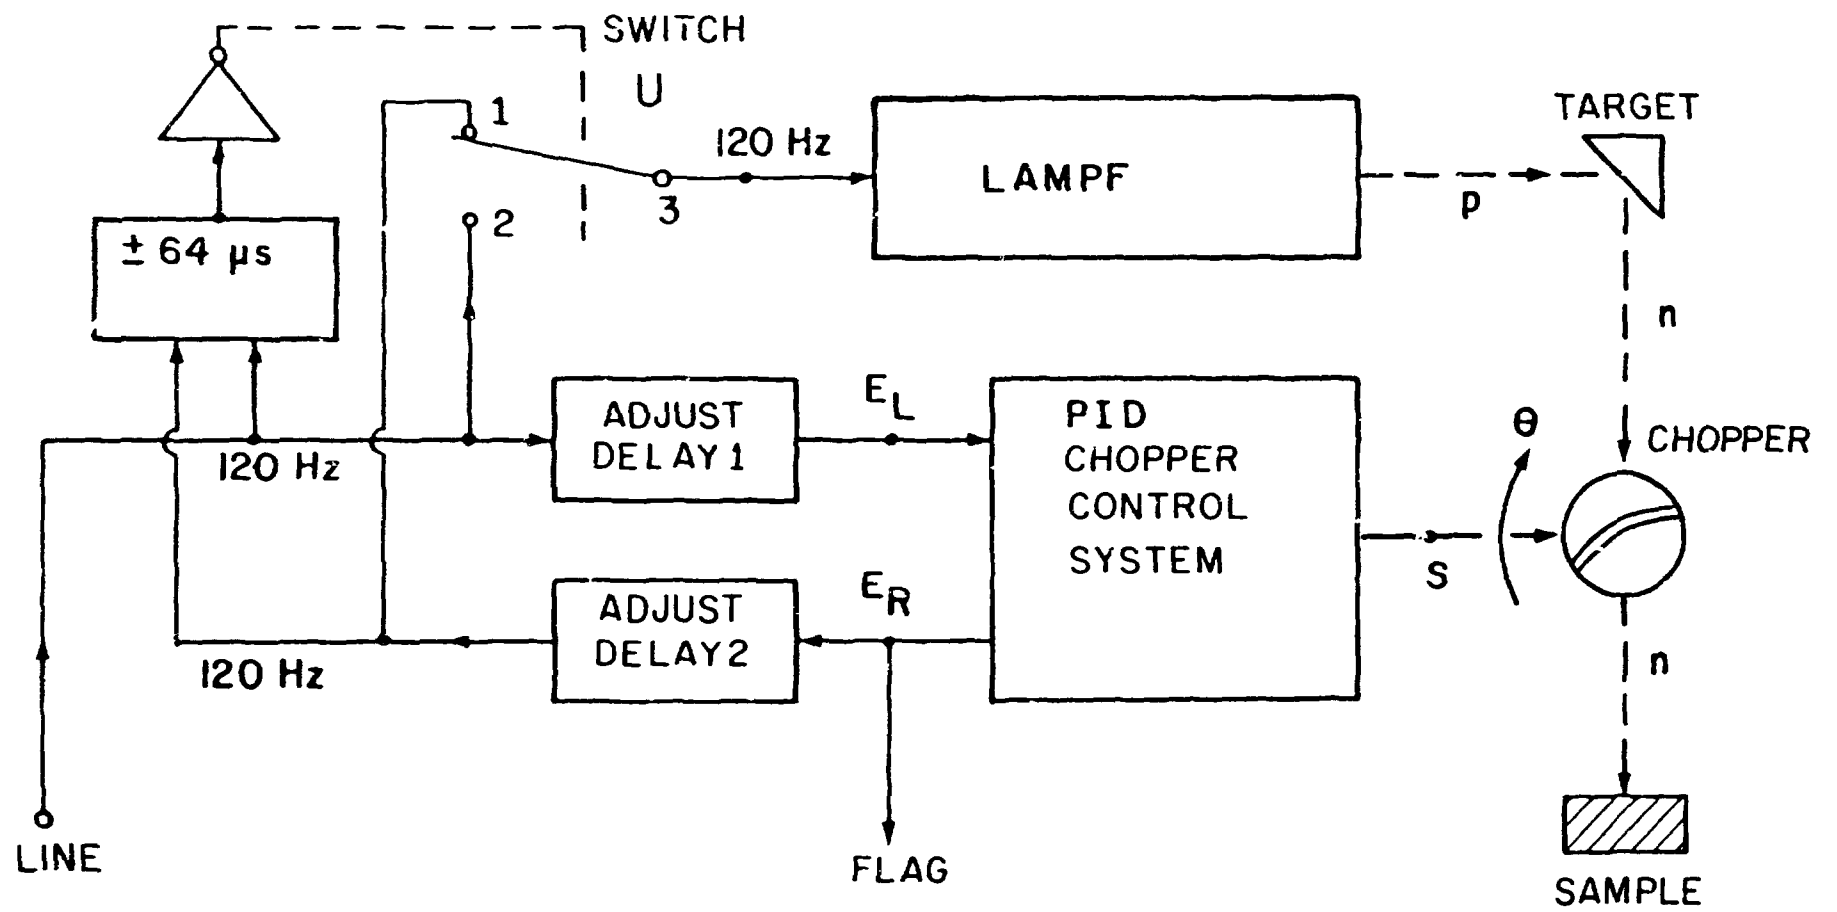 SWITCH
U
1
2
3
120 Hz
LAMPF
TARGET
p
n
± 64 µs
120 Hz
ADJUST
DELAY 1
E_L
PID
CHOPPER
CONTROL
SYSTEM
θ
CHOPPER
S
ADJUST
DELAY 2
E_R
120 Hz
n
LINE
FLAG
SAMPLE